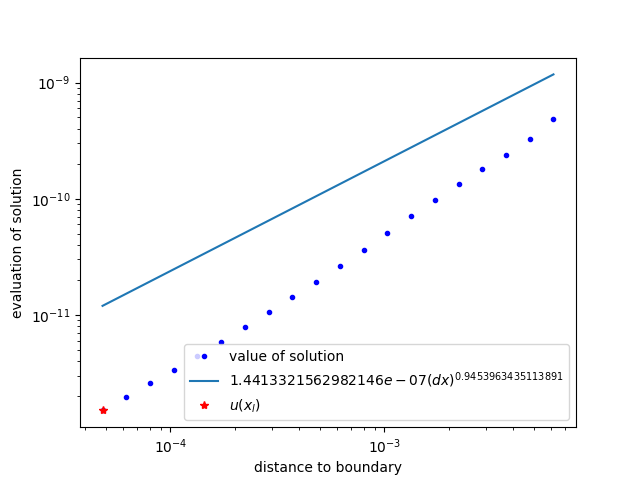 10^{-9}
10^{-10}
10^{-11}
evaluation of solution
value of solution
1.4413321562982146e − 07(dx)^{0.9453963435113891}
u(x_l)
10^{-4}
10^{-3}
distance to boundary